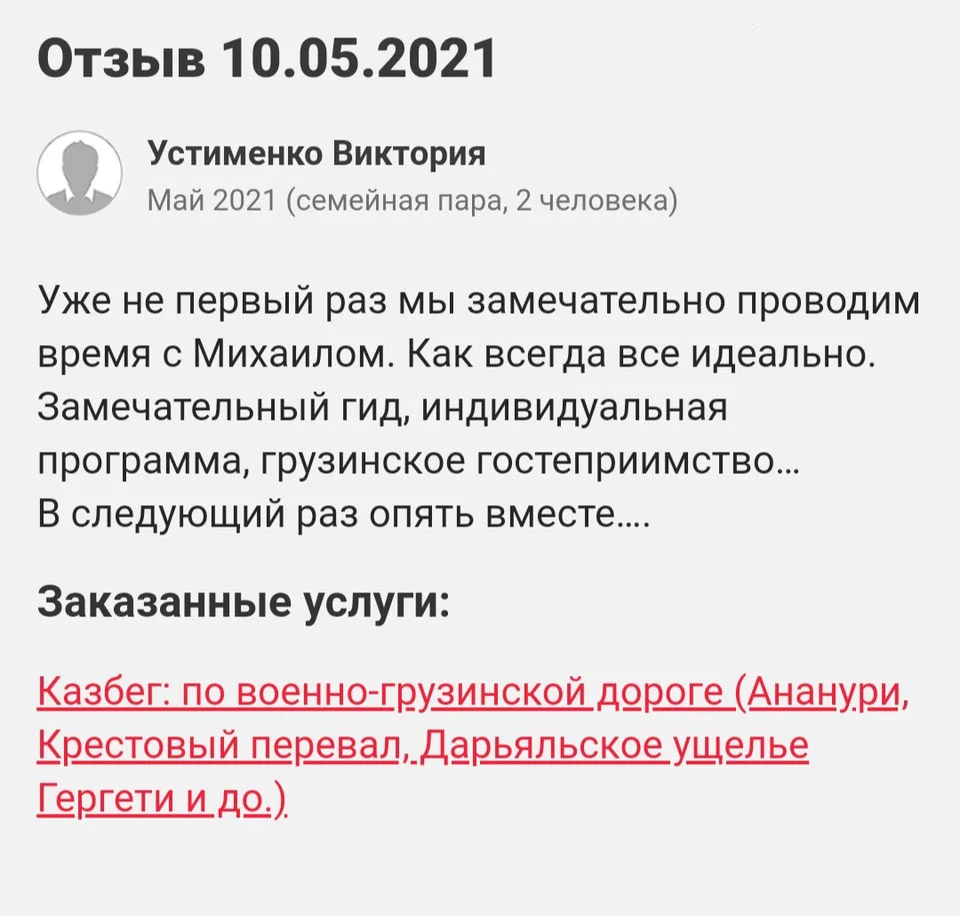 Отзыв 10.05.2021
Устименко Виктория
Май 2021 (семейная пара, 2 человека)
Уже не первый раз мы замечательно проводим
время с Михаилом. Как всегда все идеально.
Замечательный гид, индивидуальная
программа, грузинское гостеприимство...
В следующий раз опять вместе....
Заказанные услуги:
Казбег: по военно-грузинской дороге (Ананури,
Крестовый перевал, Дарьяльское ущелье
Гергети и до.)